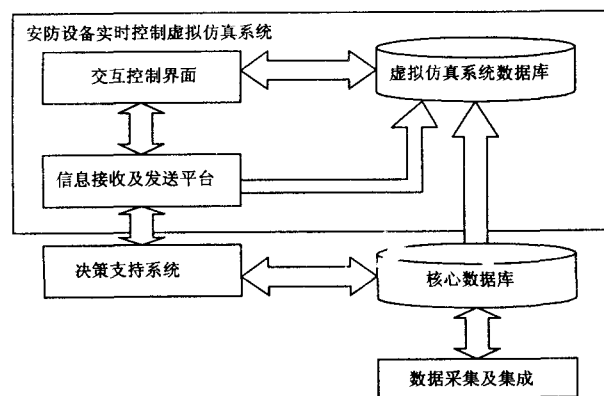 安防设备实时控制虚拟仿真系统
交互控制界面
虚拟仿真系统数据库
信息接收及发送平台
决策支持系统
核心数据库
数据采集及集成